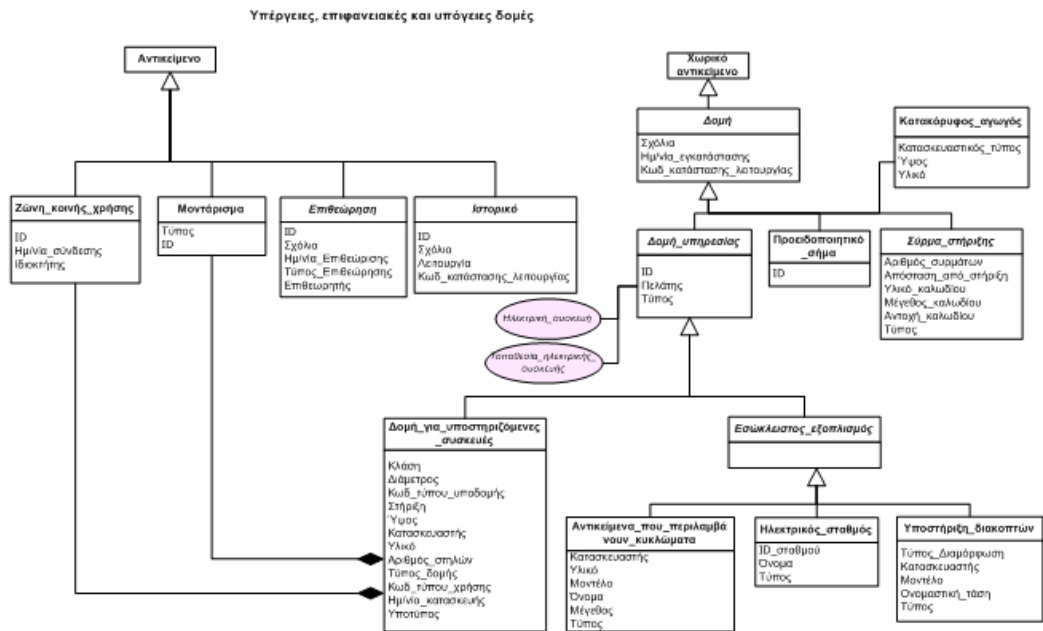 Υπέργειες, επιφανειακές και υπόγειες δομές
Αντικείμενο
Χωρικό
αντικείμενο
Δομή
Σχόλια
Ημ/νία_εγκατάστασης
Κωδ_κατάστασης_λειτουργίας
Κατακόρυφος_αγωγός
Κατασκευαστικός_τύπος
Ύψος
Υλικό
Ζώνη_κοινής_χρήσης
ID
Ημ/νία_σύνδεσης
Ιδιοκτήτης
Μοντάρισμα
Τύπος
ID
Επιθεώρηση
ID
Σχόλια
Ημ/νία_Επιθεώρισης
Τύπος_Επιθεώρησης
Επιθεωρητής
Ιστορικό
ID
Σχόλια
Λειτουργία
Κωδ_κατάστασης_λειτουργίας
Δομή_υπηρεσίας
ID
Πελάτης
Τύπος
Προειδοποιητικό
_σήμα
ID
Σύρμα_στήριξης
Αριθμός_συρμάτων
Απόσταση_από_στήριξη
Υλικό_καλωδίου
Μέγεθος_καλωδίου
Αντοχή_καλωδίου
Τύπος
Ηλεκτρική_συσκευή
Τοποθεσία_ηλεκτρικής_
συσκευής
Δομή_για_υποστηριζόμενες
_συσκευές
Κλάση
Διάμετρος
Κωδ_τύπου_υποδομής
Στήριξη
Ύψος
Κατασκευαστής
Υλικό
Αριθμός_στηλών
Τύπος_δομής
Κωδ_τύπου_χρήσης
Ημ/νία_κατασκευής
Υποτύπος
Εσώκλειστος_εξοπλισμός
Αντικείμενα_που_περιλαμβά
νουν_κυκλώματα
Κατασκευαστής
Υλικό
Μοντέλο
Όνομα
Μέγεθος
Τύπος
Ηλεκτρικός_σταθμός
ID_σταθμού
Όνομα
Τύπος
Υποστήριξη_διακοπτών
Τύπος_Διαμόρφωση
Κατασκευαστής
Μοντέλο
Ονομαστική_τάση
Τύπος